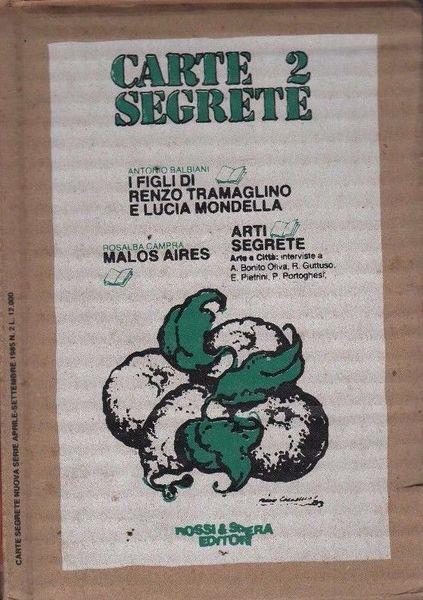 CARTE 2
SEGRETE
ANTONIO BALBIANI
I FIGLI DI
RENZO TRAMAGLINO
E LUCIA MONDELLA
ROSALBA CAMPRA
MALOS AIRES
ARTI
SEGRETE
Arte e Città: interviste a
A. Bonito Oliva, R. Guttuso,
E. Pietrini, P. Portoghesi,
ROSSI & SPERA
EDITORI
CARTE SEGRETE NUOVA SERIE APRILE-SETTEMBRE 1985 N. 2 L. 12.000